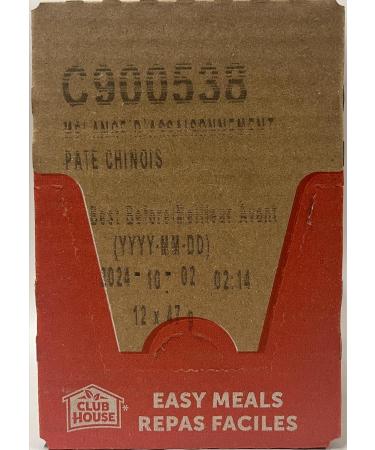 C900538
MÉLANGE D'ASSAISONNEMENT
PATE CHINOIS
Best Before/Meilleur Avant
(YYYY-MM-DD)
2024-10-02 02:14
12 x 47 g
CLUB HOUSE
EASY MEALS
REPAS FACILES